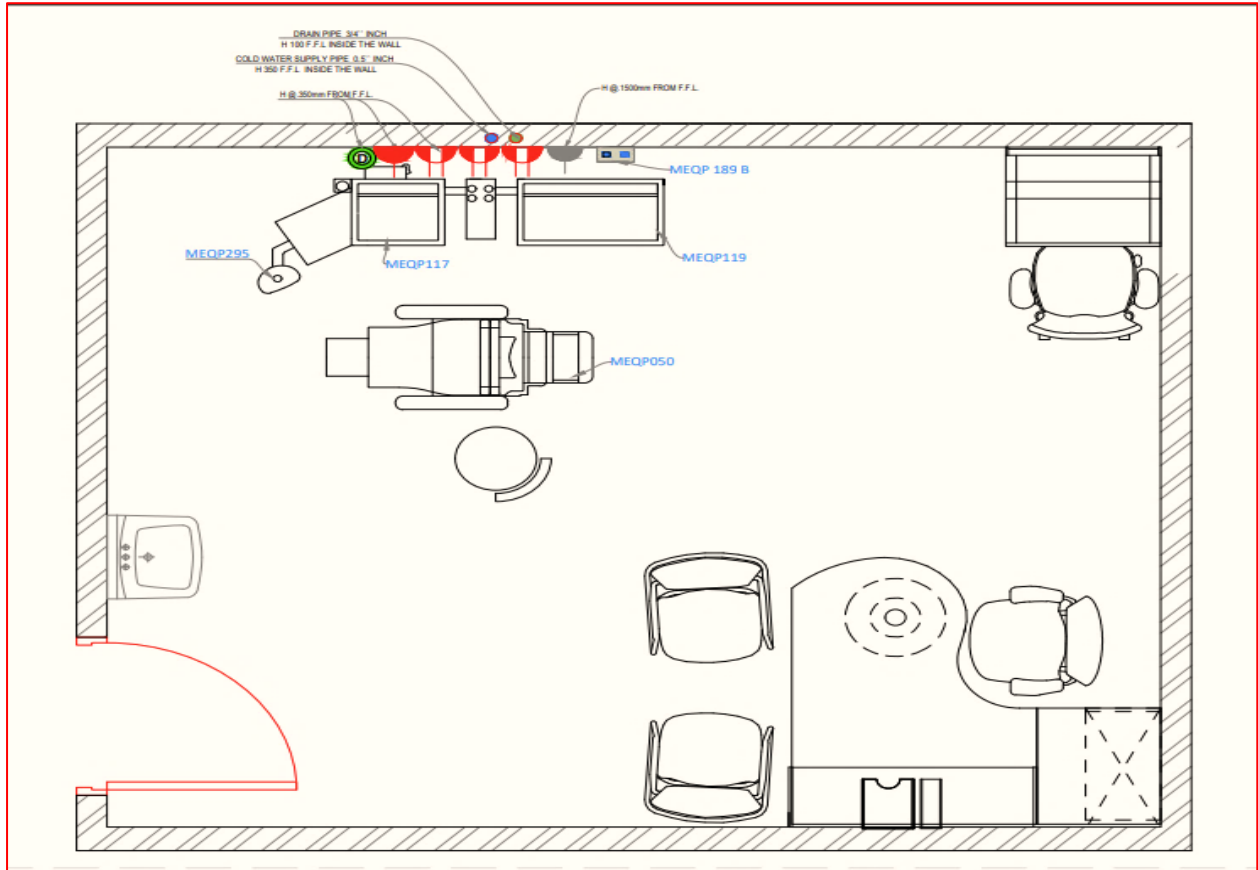 DRAIN PIPE 3/4" INCH
H 100 F.F.L INSIDE THE WALL
COLD WATER SUPPLY PIPE 0.5" INCH
H 350 F.F.L INSIDE THE WALL
H @ 350mm FROM F.F.L.
H @ 1500mm FROM F.F.L.
D
MEQP 189 B
MEQP295
MEQP117
MEQP119
MEQP050